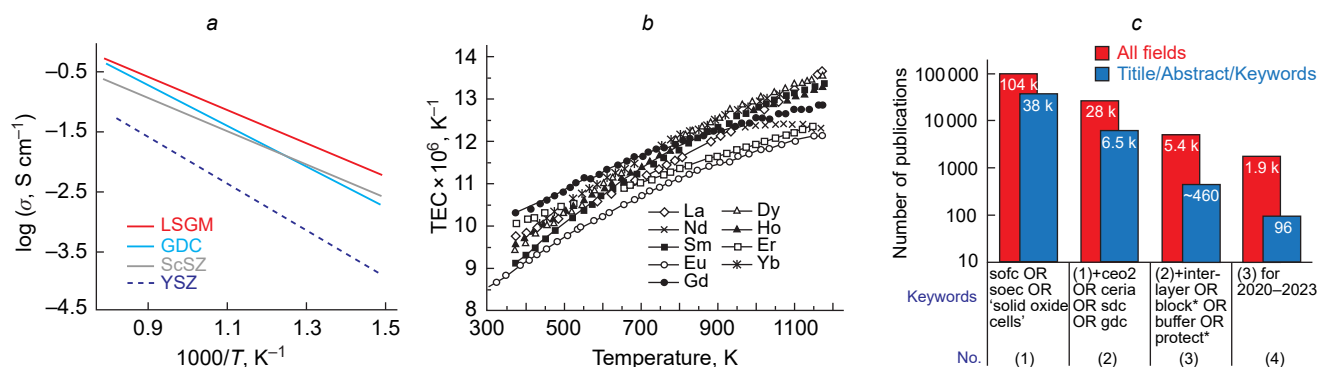 a
log (σ, S cm−1)
−0.5
−1.5
−2.5
−3.5
−4.5
LSGM
GDC
ScSZ
YSZ
0.9 1.1 1.3 1.5
1000/T, K−1
b
TEC × 10⁶, K−1
14
13
12
11
10
9
8
La
Nd
Sm
Eu
Gd
Dy
Ho
Er
Yb
300 500 700 900 1100
Temperature, K
c
All fields
Titile/Abstract/Keywords
Number of publications
100 000
10 000
1000
100
10
104 k
38 k
28 k
6.5 k
5.4 k
~460
1.9 k
96
Keywords
sofc OR
soec OR
‘solid oxide
cells’
(1)+ceo2
OR ceria
OR sdc
OR gdc
(2)+inter-
layer OR
block* OR
buffer OR
protect*
(3) for
2020–2023
No. (1) (2) (3) (4)